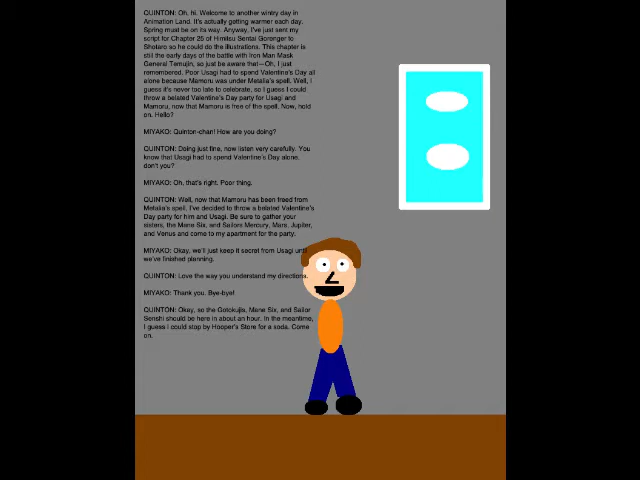 QUINTON: Oh, hi. Welcome to another wintry day in
Animation Land. It's actually getting warmer each day.
Spring must be on its way. Anyway, I've just sent my
script for Chapter 25 of Himitsu Sentai Gorenger to
Shotaro so he could do the illustrations. This chapter is
still the early days of the battle with Iron Man Mask
General Temujin, so just be aware that—Oh, I just
remembered. Poor Usagi had to spend Valentine's Day all
alone because Mamoru was under Metalia's spell. Well, I
guess it's never too late to celebrate, so I guess I could
throw a belated Valentine's Day party for Usagi and
Mamoru, now that Mamoru is free of the spell. Now, hold
on. Hello?
MIYAKO: Quinton-chan! How are you doing?
QUINTON: Doing just fine, now listen very carefully. You
know that Usagi had to spend Valentine's Day alone,
don't you?
MIYAKO: Oh, that's right. Poor thing.
QUINTON: Well, now that Mamoru has been freed from
Metalia's spell, I've decided to throw a belated Valentine's
Day party for him and Usagi. Be sure to gather your
sisters, the Mane Six, and Sailors Mercury, Mars, Jupiter,
and Venus and come to my apartment for the party.
MIYAKO: Okay, we'll just keep it secret from Usagi until
we've finished planning.
QUINTON: Love the way you understand my directions.
MIYAKO: Thank you. Bye-bye!
QUINTON: Okay, so the Gotokujis, Mane Six, and Sailor
Senshi should be here in about an hour. In the meantime,
I guess I could stop by Hooper's Store for a soda. Come
on.